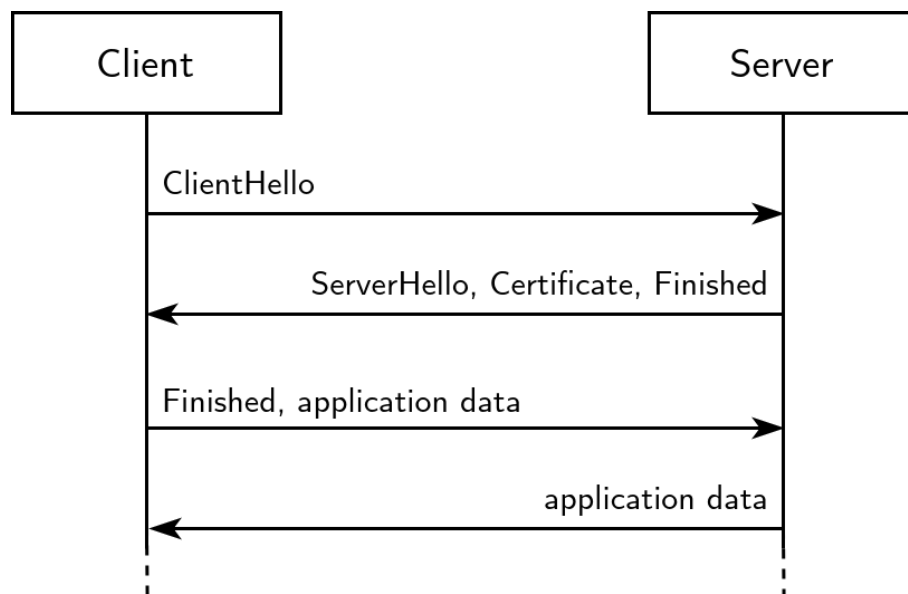 Client
Server
ClientHello
ServerHello, Certificate, Finished
Finished, application data
application data